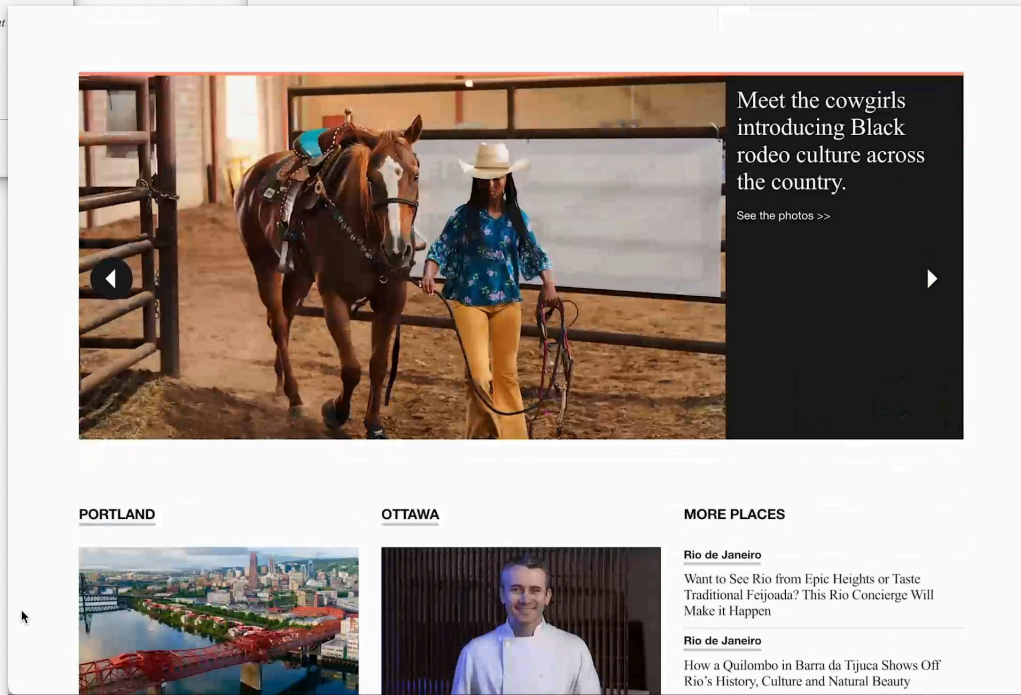 Meet the cowgirls
introducing Black
rodeo culture across
the country.
See the photos >>
PORTLAND
OTTAWA
MORE PLACES
Rio de Janeiro
Want to See Rio from Epic Heights or Taste
Traditional Feijoada? This Rio Concierge Will
Make it Happen
Rio de Janeiro
How a Quilombo in Barra da Tijuca Shows Off
Rio’s History, Culture and Natural Beauty